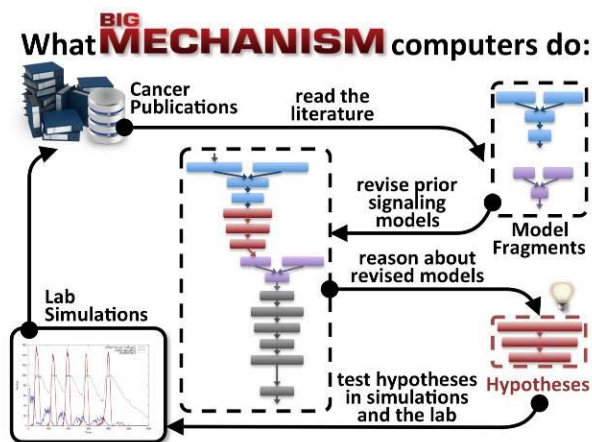 What BIG MECHANISM computers do:
Cancer
Publications
read the
literature
revise prior
signaling
models
Model
Fragments
reason about
revised models
Lab
Simulations
Hypotheses
test hypotheses
in simulations
and the lab